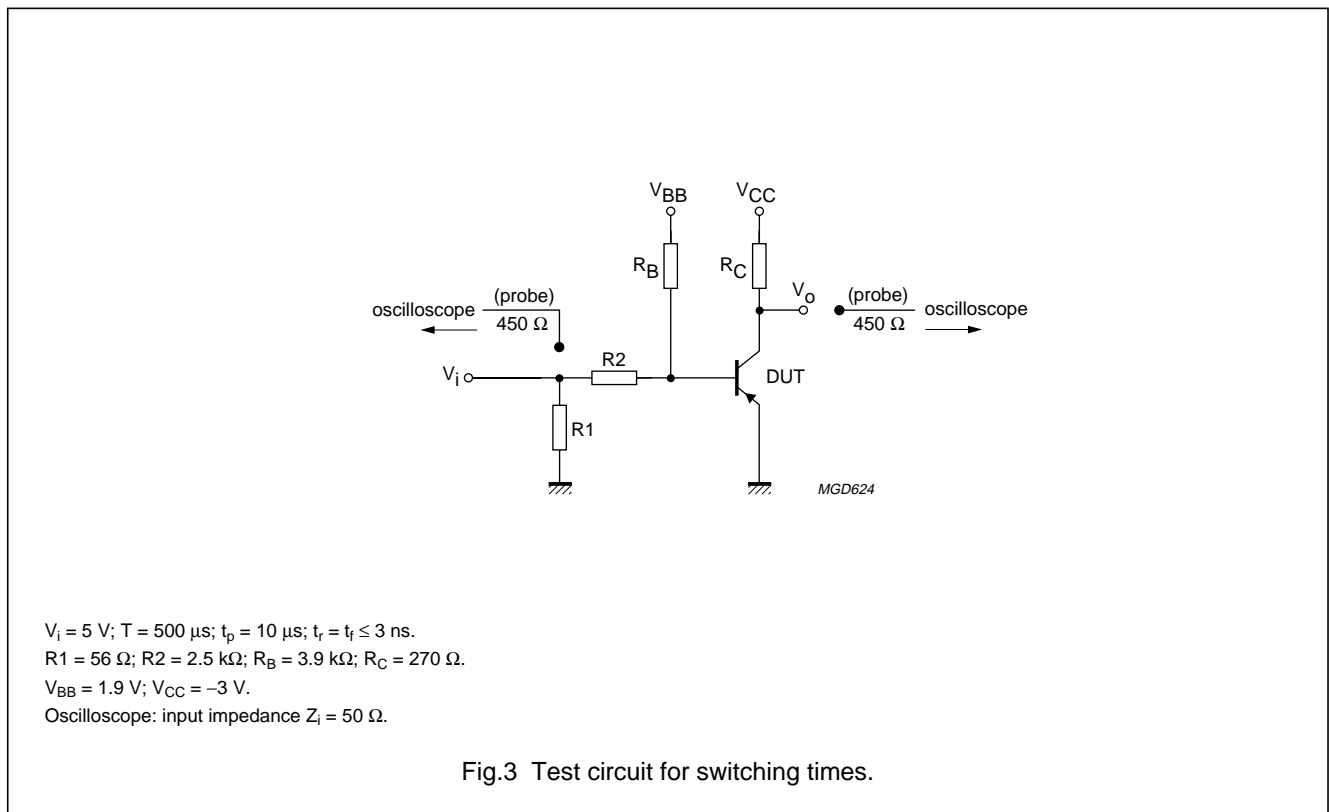 V_BB V_CC
R_B R_C
oscilloscope (probe) 450 Ω
V_o (probe) 450 Ω oscilloscope
V_i R2 DUT
R1
MGD624
V_i = 5 V; T = 500 μs; t_p = 10 μs; t_r = t_f ≤ 3 ns.
R1 = 56 Ω; R2 = 2.5 kΩ; R_B = 3.9 kΩ; R_C = 270 Ω.
V_BB = 1.9 V; V_CC = −3 V.
Oscilloscope: input impedance Z_i = 50 Ω.
Fig.3 Test circuit for switching times.